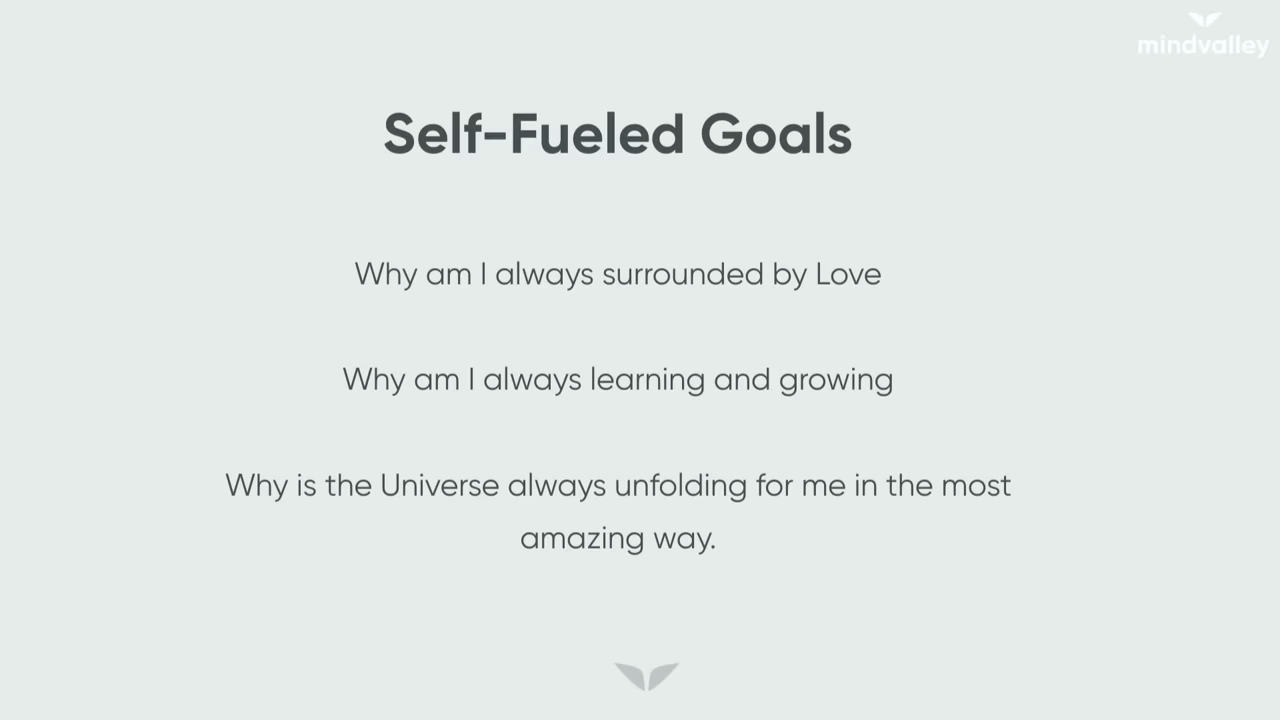 mindvalley
Self-Fueled Goals
Why am I always surrounded by Love
Why am I always learning and growing
Why is the Universe always unfolding for me in the most
amazing way.